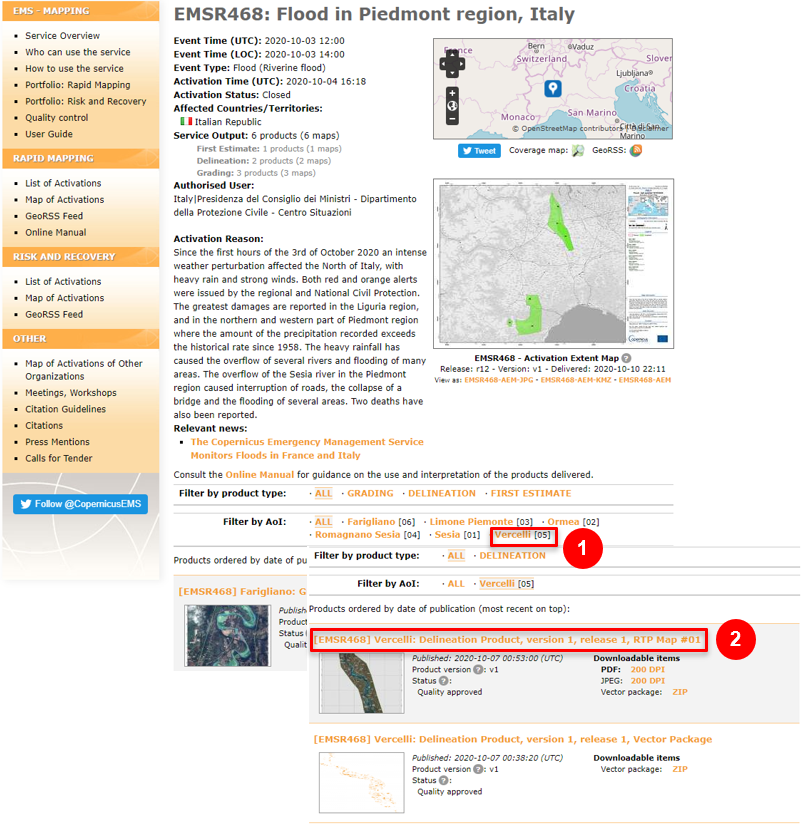 EMS - MAPPING
Service Overview
Who can use the service
How to use the service
Portfolio: Rapid Mapping
Portfolio: Risk and Recovery
Quality control
User Guide
RAPID MAPPING
List of Activations
Map of Activations
GeoRSS Feed
Online Manual
RISK AND RECOVERY
List of Activations
Map of Activations
GeoRSS Feed
OTHER
Map of Activations of Other
Organizations
Meetings, Workshops
Citation Guidelines
Citations
Press Mentions
Calls for Tender
Follow @CopernicusEMS
EMSR468: Flood in Piedmont region, Italy
Event Time (UTC): 2020-10-03 12:00
Event Time (LOC): 2020-10-03 14:00
Event Type: Flood (Riverine flood)
Activation Time (UTC): 2020-10-04 16:18
Activation Status: Closed
Affected Countries/Territories:
Italian Republic
Service Output: 6 products (6 maps)
First Estimate: 1 products (1 maps)
Delineation: 2 products (2 maps)
Grading: 3 products (3 maps)
Authorised User:
Italy|Presidenza del Consiglio dei Ministri - Dipartimento
della Protezione Civile - Centro Situazioni
Activation Reason:
Since the first hours of the 3rd of October 2020 an intense
weather perturbation affected the North of Italy, with
heavy rain and strong winds. Both red and orange alerts
were issued by the regional and National Civil Protection.
The greatest damages are reported in the Liguria region,
and in the northern and western part of Piedmont region
where the amount of the precipitation recorded exceeds
the historical rate since 1958. The heavy rainfall has
caused the overflow of several rivers and flooding of many
areas. The overflow of the Sesia river in the Piedmont
region caused interruption of roads, the collapse of a
bridge and the flooding of several areas. Two deaths have
also been reported.
Relevant news:
The Copernicus Emergency Management Service
Monitors Floods in France and Italy
France
Bern
Vaduz
Switzerland
Slovenia
Ljubljana
Croatia
Monaco
San Marino
Città di San
Marino
© OpenStreetMap contributors | Disclaimer
Tweet
Coverage map:
GeoRSS:
EMSR468 - Activation Extent Map ?
Release: r12 - Version: v1 - Delivered: 2020-10-10 22:11
View as: EMSR468-AEM-JPG • EMSR468-AEM-KMZ • EMSR468-AEM
Consult the Online Manual for guidance on the use and interpretation of the products delivered.
Filter by product type: · ALL · GRADING · DELINEATION · FIRST ESTIMATE
Filter by AoI: · ALL · Farigliano [06] · Limone Piemonte [03] · Ormea [02]
· Romagnano Sesia [04] · Sesia [01] Vercelli [05]
1
Filter by product type: · ALL · DELINEATION
Products ordered by date of pu
Filter by AoI: · ALL · Vercelli [05]
[EMSR468] Farigliano: G
Publish
Product
Status
Quali
Products ordered by date of publication (most recent on top):
[EMSR468] Vercelli: Delineation Product, version 1, release 1, RTP Map #01
2
Published: 2020-10-07 00:53:00 (UTC)
Product version ?: v1
Status ?:
Quality approved
Downloadable items
PDF: 200 DPI
JPEG: 200 DPI
Vector package: ZIP
[EMSR468] Vercelli: Delineation Product, version 1, release 1, Vector Package
Published: 2020-10-07 00:38:20 (UTC)
Product version ?: v1
Status ?:
Quality approved
Downloadable items
Vector package: ZIP